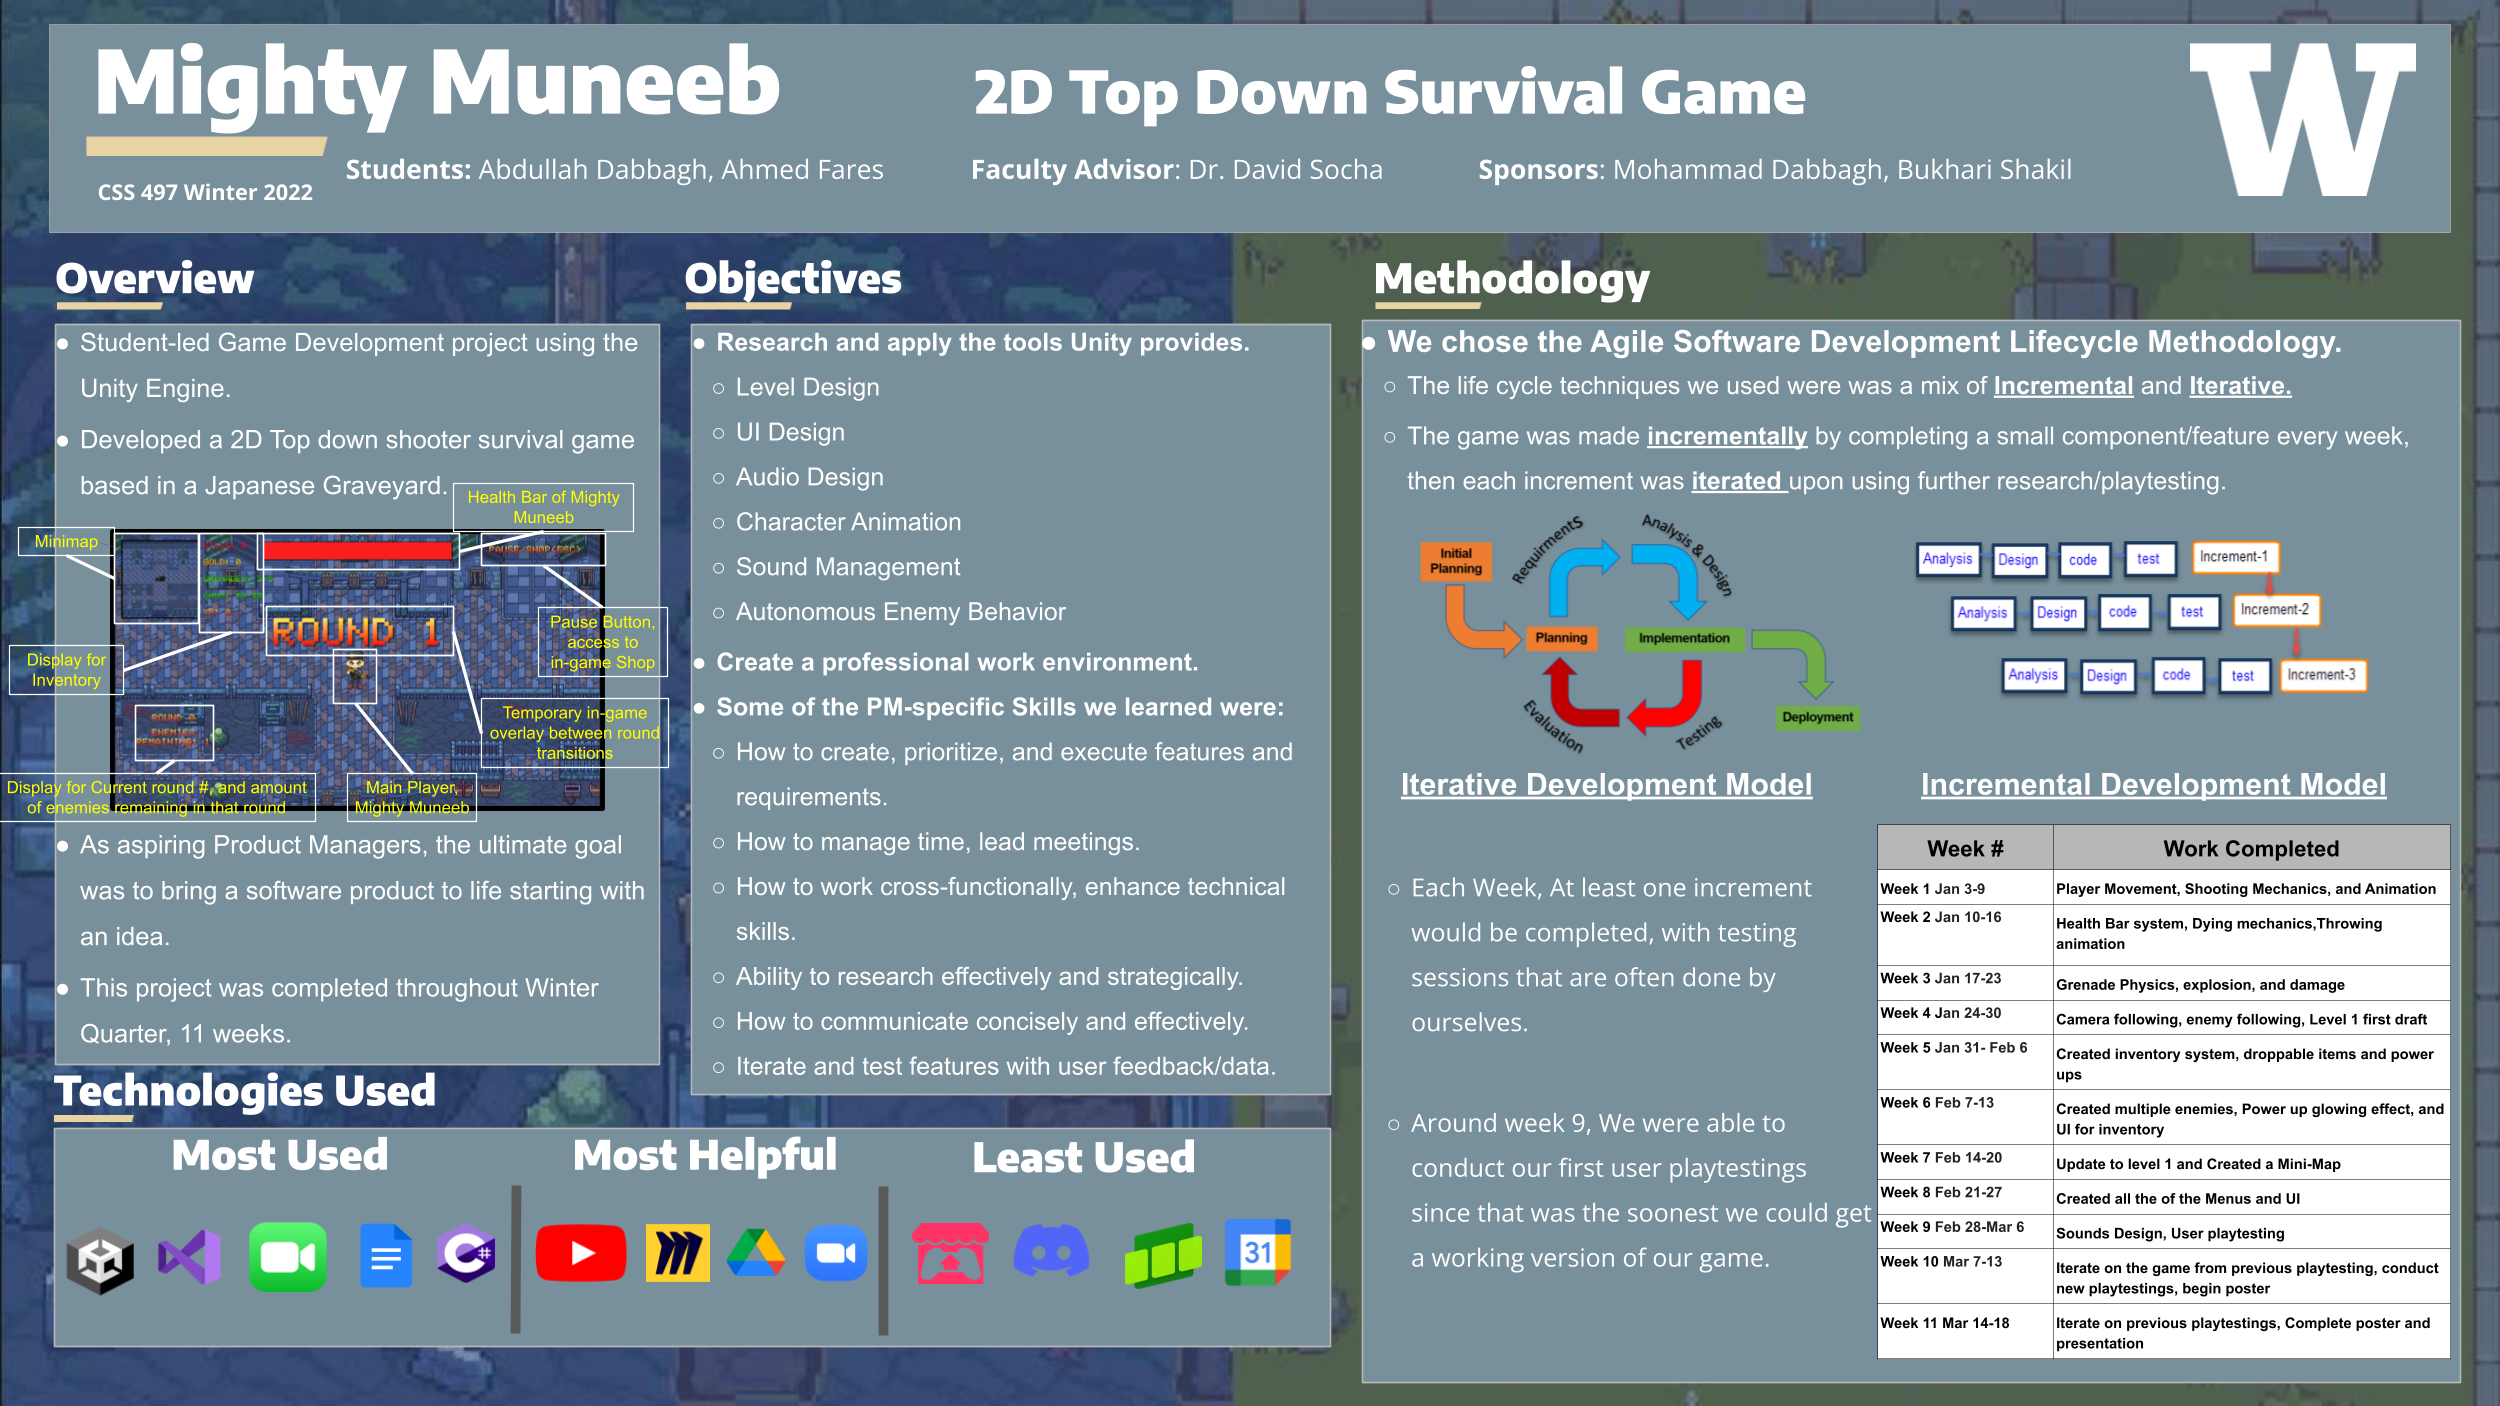 Mighty Muneeb
2D Top Down Survival Game
W
CSS 497 Winter 2022
Students: Abdullah Dabbagh, Ahmed Fares
Faculty Advisor: Dr. David Socha
Sponsors: Mohammad Dabbagh, Bukhari Shakil
Overview
● Student-led Game Development project using the
Unity Engine.
● Developed a 2D Top down shooter survival game
based in a Japanese Graveyard.
Health Bar of Mighty
Muneeb
Minimap
PAUSE/SHOP(ESC)
GOLD: 0
ROUND 1
Pause Button,
access to
in-game Shop
Display for
Inventory
Temporary in-game
overlay between round
transitions
ROUND 0
ENEMIES
REMAINING: 1
Display for Current round #, and amount
of enemies remaining in that round
Main Player,
Mighty Muneeb
● As aspiring Product Managers, the ultimate goal
was to bring a software product to life starting with
an idea.
● This project was completed throughout Winter
Quarter, 11 weeks.
Technologies Used
Most Used
Most Helpful
Least Used
C#
31
Objectives
● Research and apply the tools Unity provides.
○ Level Design
○ UI Design
○ Audio Design
○ Character Animation
○ Sound Management
○ Autonomous Enemy Behavior
● Create a professional work environment.
● Some of the PM-specific Skills we learned were:
○ How to create, prioritize, and execute features and
requirements.
○ How to manage time, lead meetings.
○ How to work cross-functionally, enhance technical
skills.
○ Ability to research effectively and strategically.
○ How to communicate concisely and effectively.
○ Iterate and test features with user feedback/data.
Methodology
● We chose the Agile Software Development Lifecycle Methodology.
○ The life cycle techniques we used were was a mix of Incremental and Iterative.
○ The game was made incrementally by completing a small component/feature every week,
then each increment was iterated upon using further research/playtesting.
Initial
Planning
RequirmentS
Analysis & Design
Planning
Implementation
Evaluation
Testing
Deployment
Iterative Development Model
Analysis Design code test Increment-1
Analysis Design code test Increment-2
Analysis Design code test Increment-3
Incremental Development Model
○ Each Week, At least one increment
would be completed, with testing
sessions that are often done by
ourselves.
○ Around week 9, We were able to
conduct our first user playtestings
since that was the soonest we could get
a working version of our game.
Week # Work Completed
Week 1 Jan 3-9 Player Movement, Shooting Mechanics, and Animation
Week 2 Jan 10-16 Health Bar system, Dying mechanics,Throwing
animation
Week 3 Jan 17-23 Grenade Physics, explosion, and damage
Week 4 Jan 24-30 Camera following, enemy following, Level 1 first draft
Week 5 Jan 31- Feb 6 Created inventory system, droppable items and power
ups
Week 6 Feb 7-13 Created multiple enemies, Power up glowing effect, and
UI for inventory
Week 7 Feb 14-20 Update to level 1 and Created a Mini-Map
Week 8 Feb 21-27 Created all the of the Menus and UI
Week 9 Feb 28-Mar 6 Sounds Design, User playtesting
Week 10 Mar 7-13 Iterate on the game from previous playtesting, conduct
new playtestings, begin poster
Week 11 Mar 14-18 Iterate on previous playtestings, Complete poster and
presentation